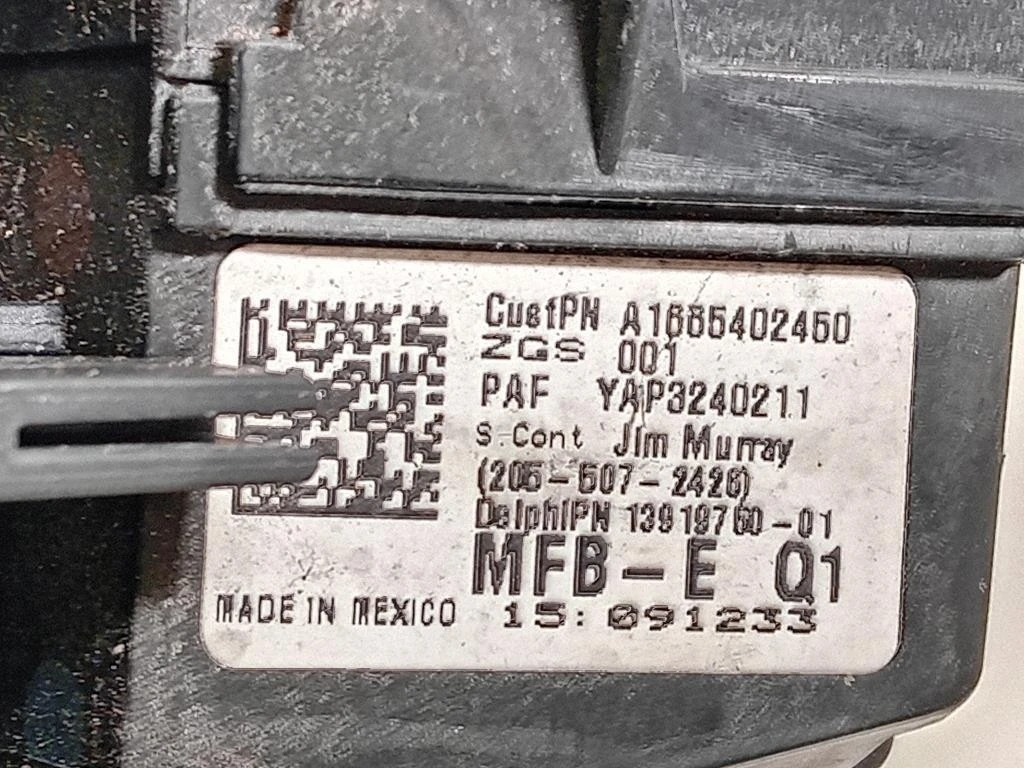 CustPN A1665402450
ZGS 001
PAF YAP3240211
S.Cont Jim Murray
(205-507-2426)
DelphiPN 13919760-01
MFB-E Q1
MADE IN MEXICO 15:091233